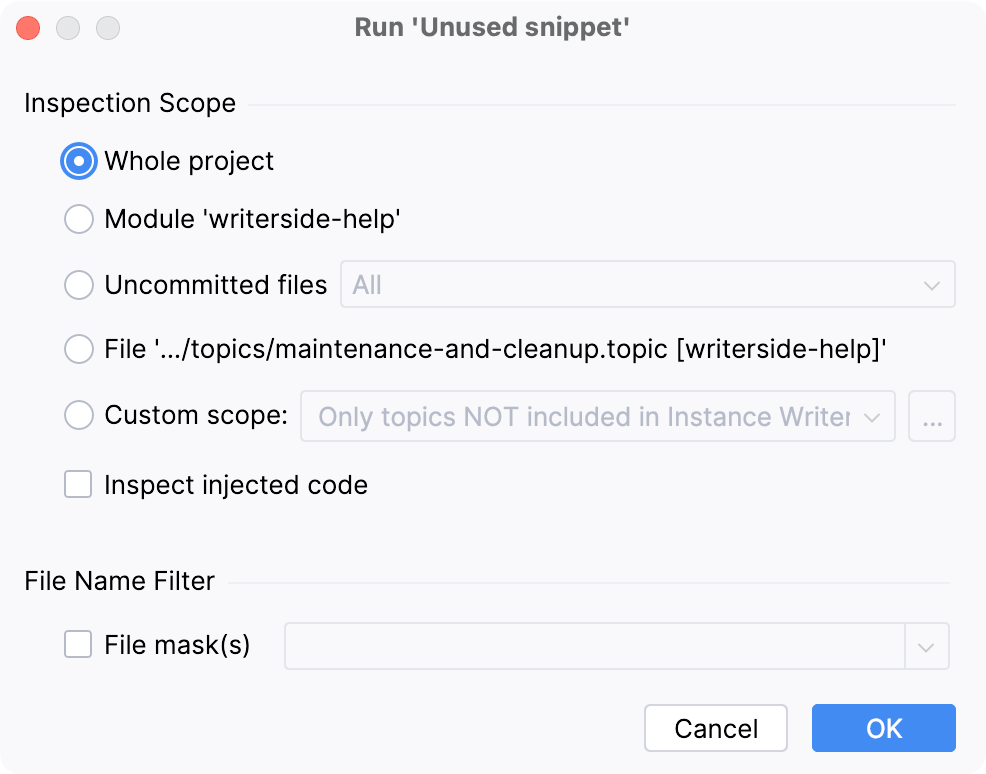 Run 'Unused snippet'
Inspection Scope
Whole project
Module 'writerside-help'
Uncommitted files All
File '.../topics/maintenance-and-cleanup.topic [writerside-help]'
Custom scope: Only topics NOT included in Instance Writer ...
Inspect injected code
File Name Filter
File mask(s)
Cancel OK